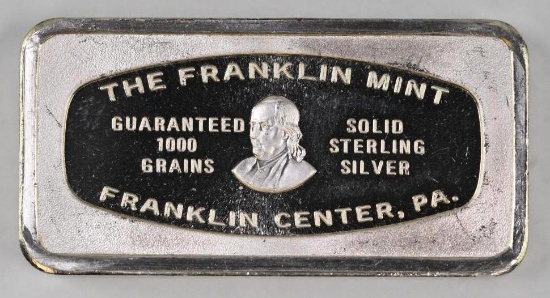 THE FRANKLIN MINT
GUARANTEED
1000
GRAINS
SOLID
STERLING
SILVER
FRANKLIN CENTER, PA.